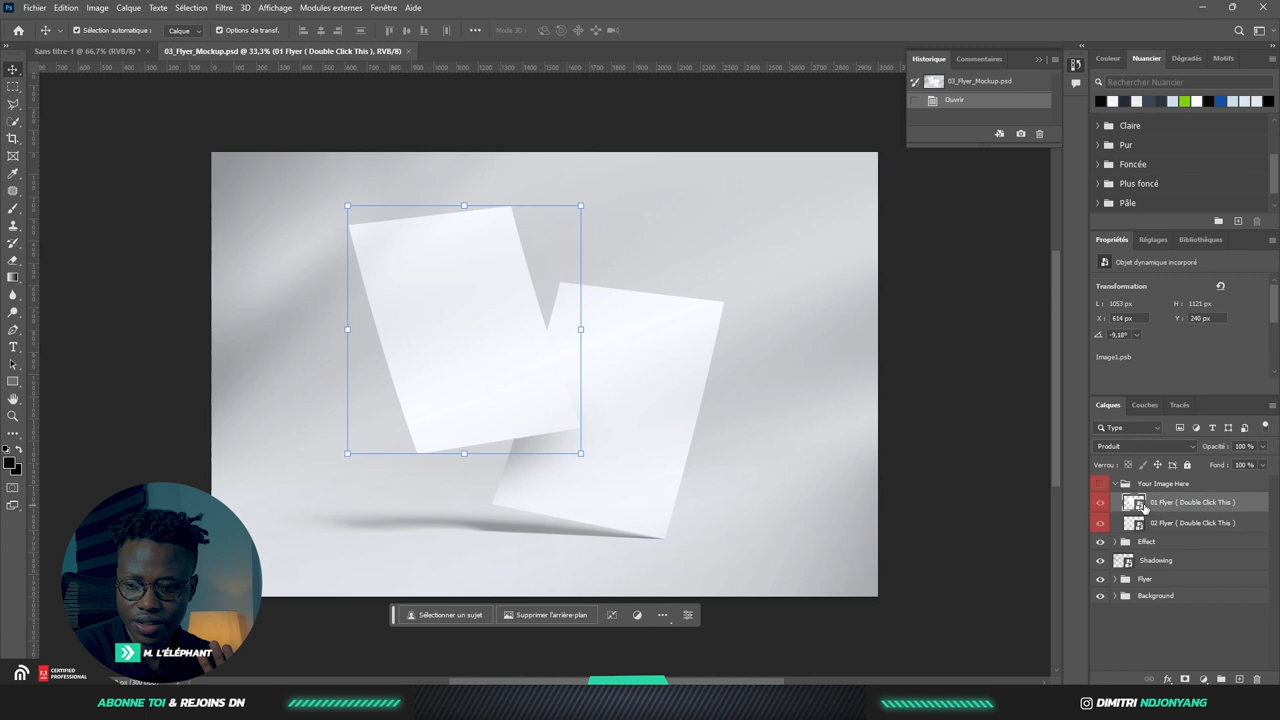 Ps Fichier Edition Image Calque Texte Sélection Filtre 3D Affichage Modules externes Fenêtre Aide
Sélection automatique : Calque Options de transf. Mode 3D :
Sans titre-1 @ 66,7% (RVB/8) * × 03_Flyer_Mockup.psd @ 33,3% (01 Flyer ( Double Click This ), RVB/8) ×
Historique Commentaires
03_Flyer_Mockup.psd
Ouvrir
Couleur Nuancier Dégradés Motifs
Rechercher Nuancier
Claire
Pur
Foncée
Plus foncé
Pâle
Propriétés Réglages Bibliothèques
Objet dynamique incorporé
Transformation
L : 1053 px H : 1121 px
X : 614 px Y : 240 px
-9,18°
Image1.psb
Calques Couches Tracés
Type
Produit Opacité : 100 %
Verrou : Fond : 100 %
Your Image Here
01 Flyer ( Double Click This )
02 Flyer ( Double Click This )
Effect
Shadowing
Flyer
Background
Sélectionner un sujet Supprimer l'arrière-plan
M. L'ÉLÉPHANT
CERTIFIED
PROFESSIONAL
ABONNE TOI & REJOINS DN
DIMITRI NDJONYANG